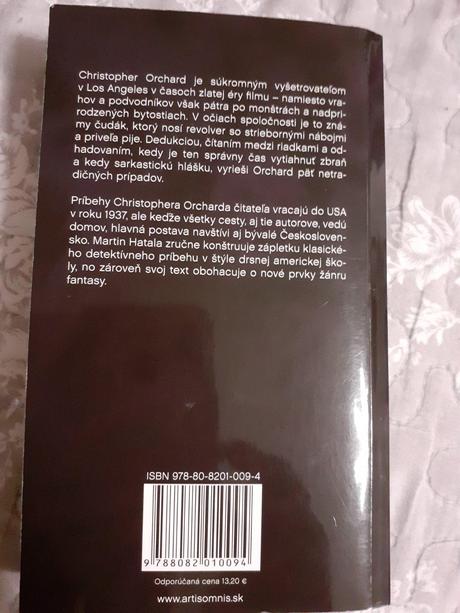 Christopher Orchard je súkromným vyšetrovateľom
v Los Angeles v časoch zlatej éry filmu – namiesto vra-
hov a podvodníkov však pátra po monštrách a nadpri-
rodzených bytostiach. V očiach spoločnosti je to zná-
my čudák, ktorý nosí revolver so striebornými nábojmi
a priveľa pije. Dedukciou, čítaním medzi riadkami a od-
hadovaním, kedy je ten správny čas vytiahnuť zbraň
a kedy sarkastickú hlášku, vyrieši Orchard päť netra-
dičných prípadov.
Príbehy Christophera Orcharda čitateľa vracajú do USA
v roku 1937, ale keďže všetky cesty, aj tie autorove, vedú
domov, hlavná postava navštívi aj bývalé Českosloven-
sko. Martin Hatala zručne konštruuje zápletku klasické-
ho detektívneho príbehu v štýle drsnej americkej ško-
ly, no zároveň svoj text obohacuje o nové prvky žánru
fantasy.
ISBN 978-80-8201-009-4
9 788082 010094
Odporúčaná cena 13,20 €
www.artisomnis.sk